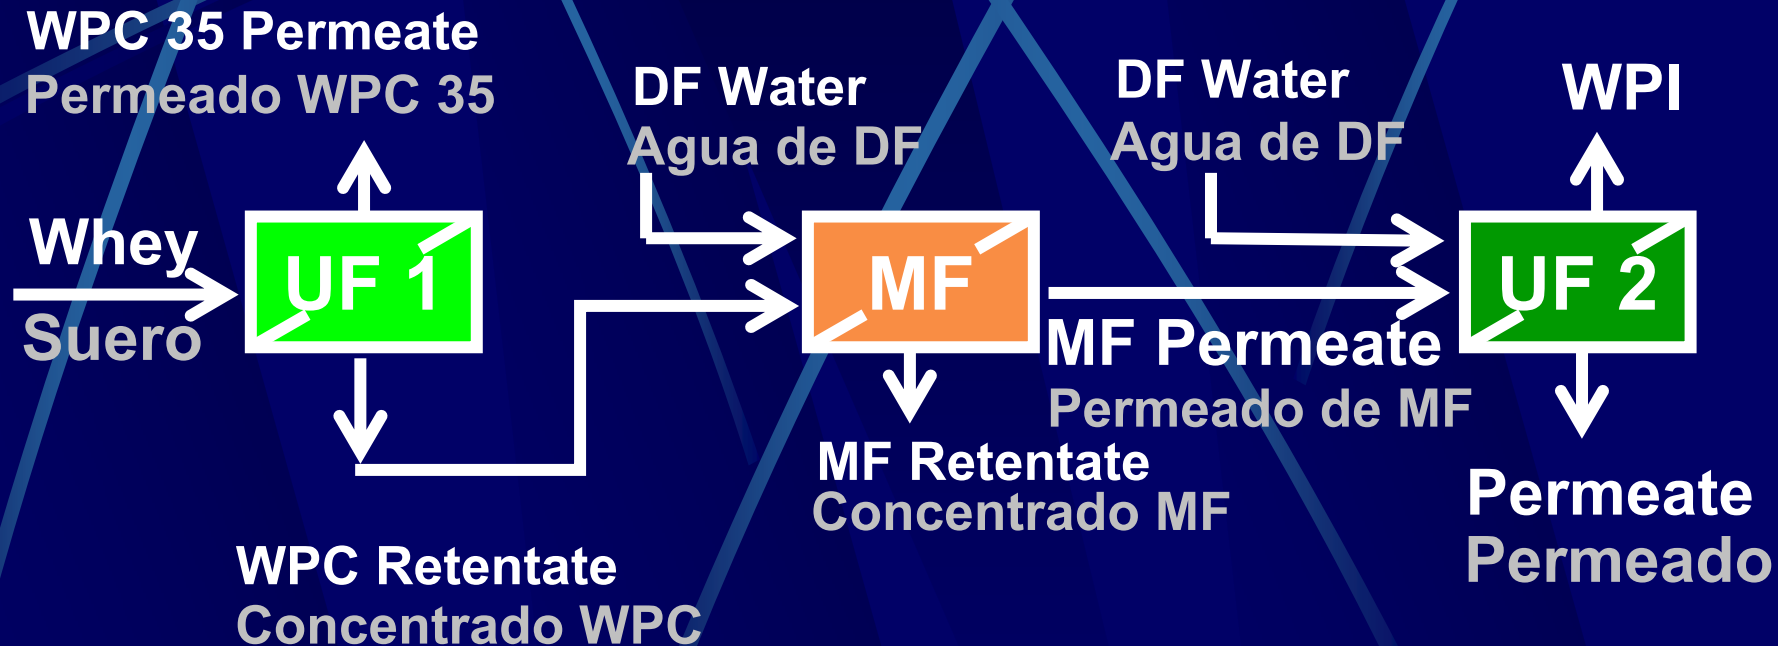 WPC 35 Permeate
Permeado WPC 35
DF Water
Agua de DF
DF Water
Agua de DF
WPI
Whey
Suero
UF 1
MF
UF 2
MF Permeate
Permeado de MF
MF Retentate
Concentrado MF
Permeate
Permeado
WPC Retentate
Concentrado WPC